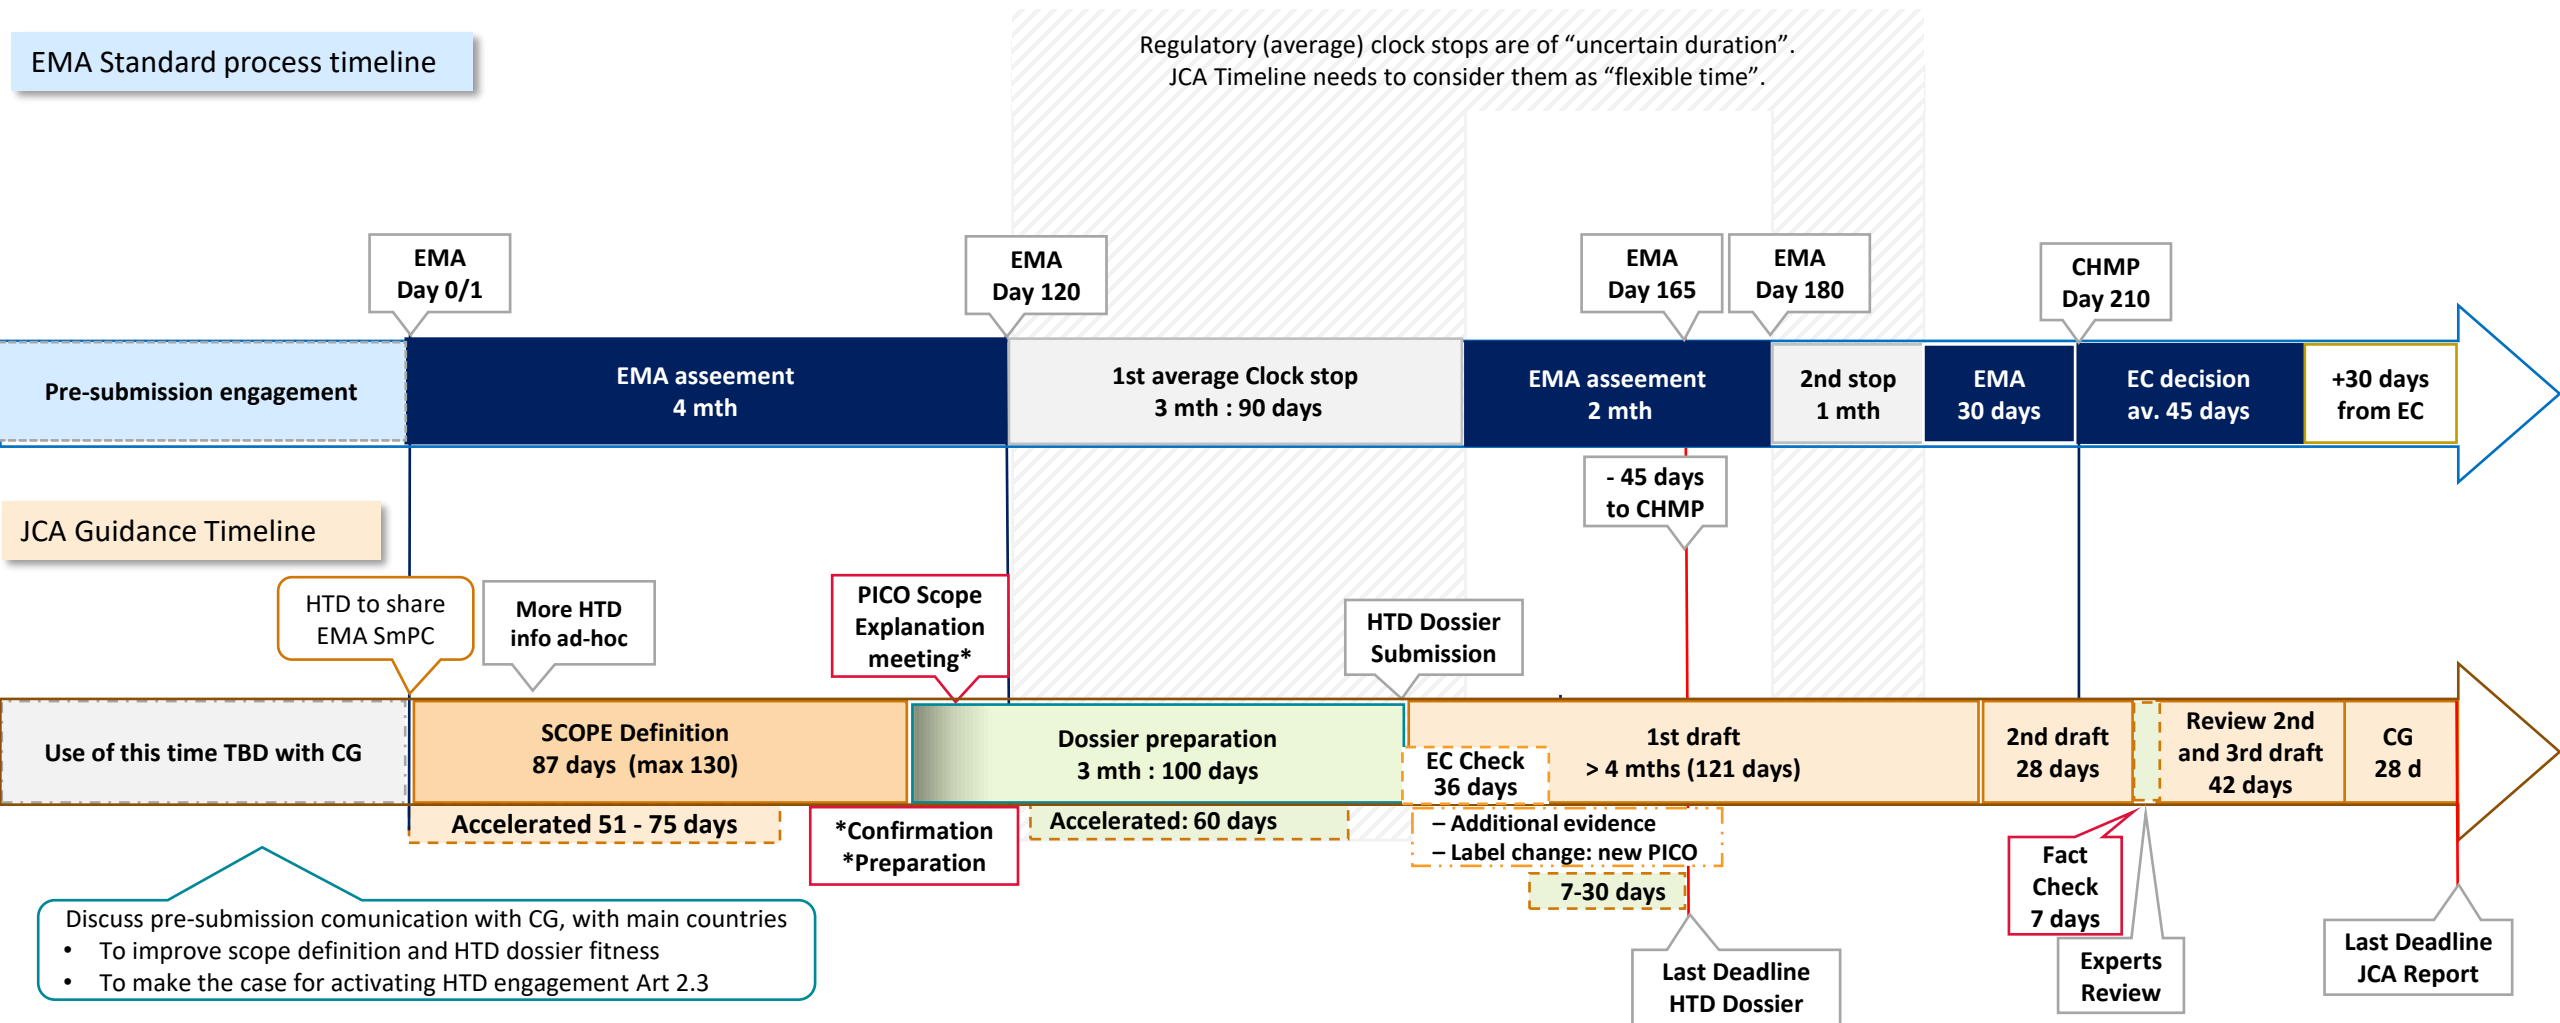 EMA Standard process timeline
Regulatory (average) clock stops are of “uncertain duration”.
JCA Timeline needs to consider them as “flexible time”.
EMA
Day 0/1
EMA
Day 120
EMA
Day 165
EMA
Day 180
CHMP
Day 210
Pre-submission engagement
EMA asseement
4 mth
1st average Clock stop
3 mth : 90 days
EMA asseement
2 mth
2nd stop
1 mth
EMA
30 days
EC decision
av. 45 days
+30 days
from EC
- 45 days
to CHMP
JCA Guidance Timeline
HTD to share
EMA SmPC
More HTD
info ad-hoc
PICO Scope
Explanation
meeting*
HTD Dossier
Submission
Use of this time TBD with CG
SCOPE Definition
87 days (max 130)
Dossier preparation
3 mth : 100 days
EC Check
36 days
1st draft
> 4 mths (121 days)
2nd draft
28 days
Review 2nd
and 3rd draft
42 days
CG
28 d
Accelerated 51 - 75 days
*Confirmation
*Preparation
Accelerated: 60 days
– Additional evidence
– Label change: new PICO
7-30 days
Fact
Check
7 days
Discuss pre-submission comunication with CG, with main countries
• To improve scope definition and HTD dossier fitness
• To make the case for activating HTD engagement Art 2.3
Last Deadline
HTD Dossier
Experts
Review
Last Deadline
JCA Report